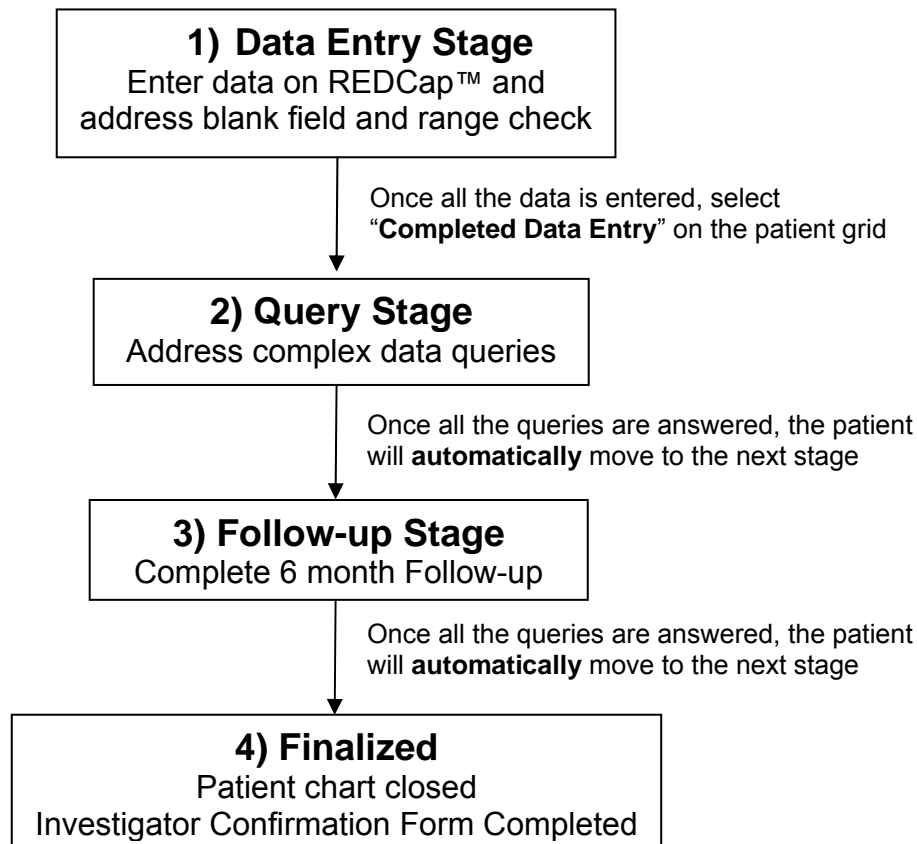 1) Data Entry Stage
Enter data on REDCap™ and
address blank field and range check
Once all the data is entered, select
“Completed Data Entry” on the patient grid
2) Query Stage
Address complex data queries
Once all the queries are answered, the patient
will automatically move to the next stage
3) Follow-up Stage
Complete 6 month Follow-up
Once all the queries are answered, the patient
will automatically move to the next stage
4) Finalized
Patient chart closed
Investigator Confirmation Form Completed